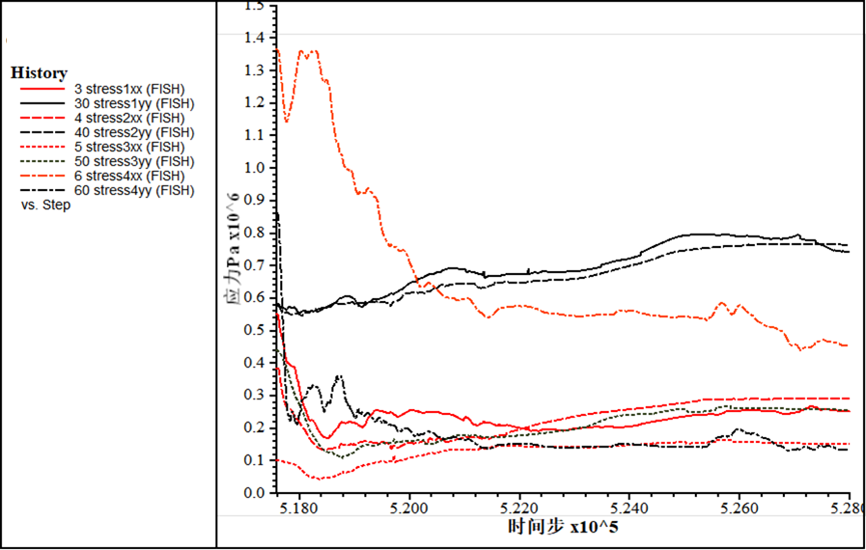 History
3 stress1xx (FISH)
30 stress1yy (FISH)
4 stress2xx (FISH)
40 stress2yy (FISH)
5 stress3xx (FISH)
50 stress3yy (FISH)
6 stress4xx (FISH)
60 stress4yy (FISH)
vs. Step
应力Pa x10^6
1.5
1.4
1.3
1.2
1.1
1.0
0.9
0.8
0.7
0.6
0.5
0.4
0.3
0.2
0.1
0.0
5.180 5.200 5.220 5.240 5.260 5.280
时间步 x10^5